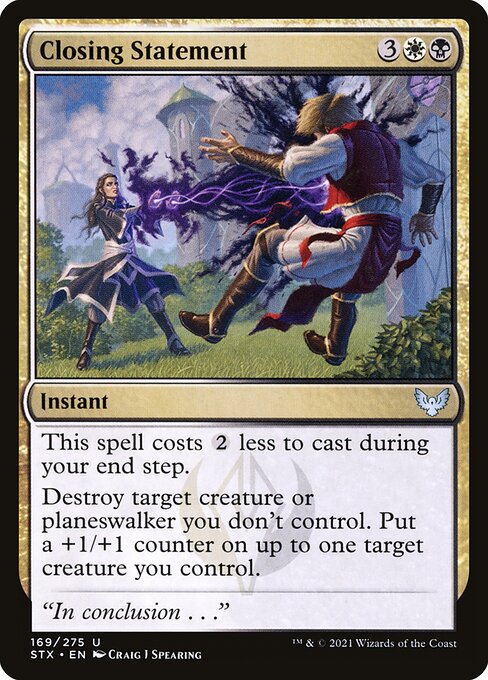 Closing Statement 3
Instant
This spell costs 2 less to cast during
your end step.
Destroy target creature or
planeswalker you don't control. Put
a +1/+1 counter on up to one target
creature you control.
"In conclusion . . ."
169/275 U
STX • EN Craig J Spearing
™ & © 2021 Wizards of the Coast